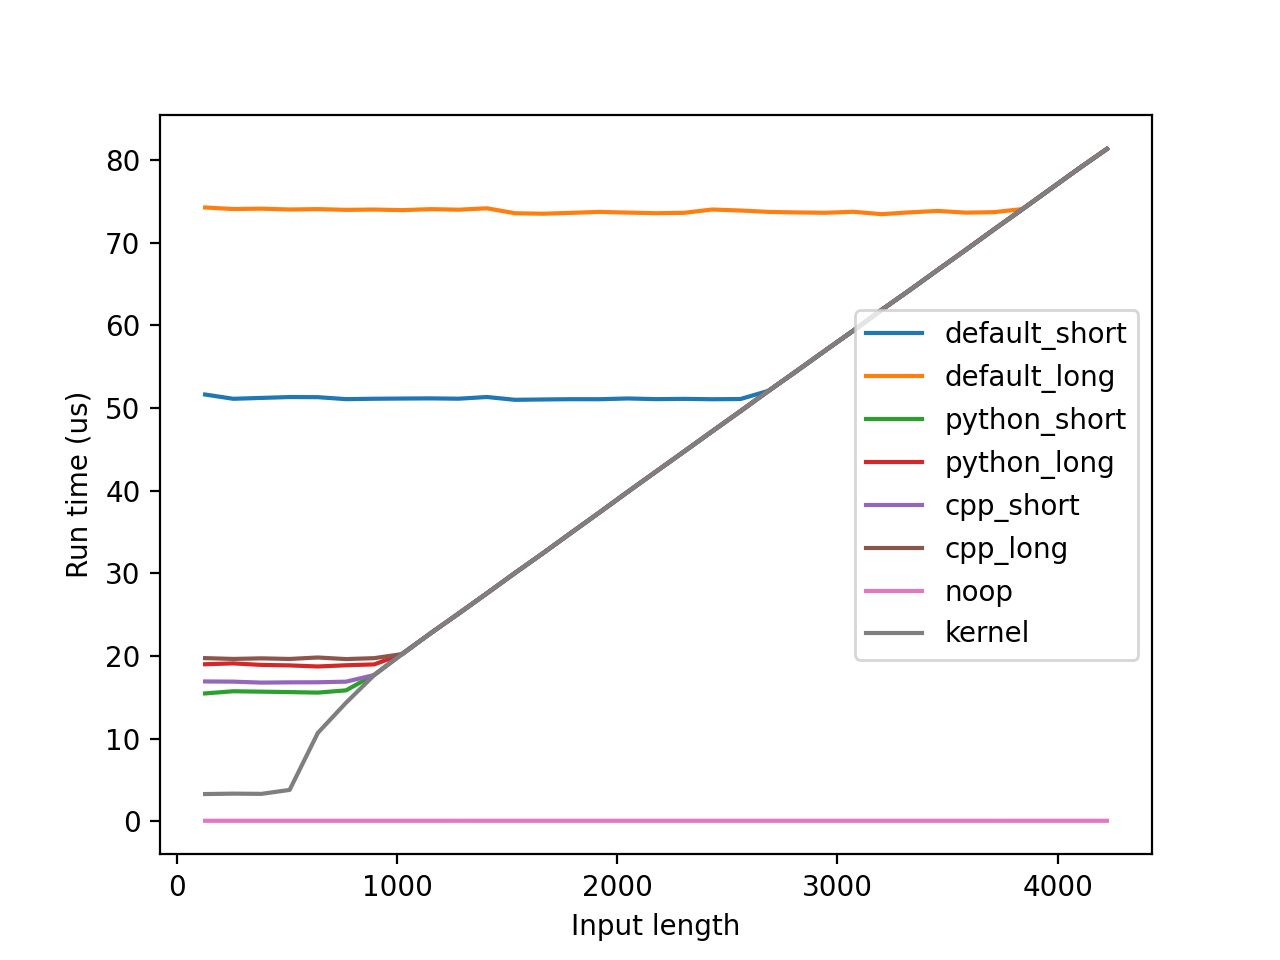 80
70
60
50
40
30
20
10
0
Run time (us)
default_short
default_long
python_short
python_long
cpp_short
cpp_long
noop
kernel
0 1000 2000 3000 4000
Input length